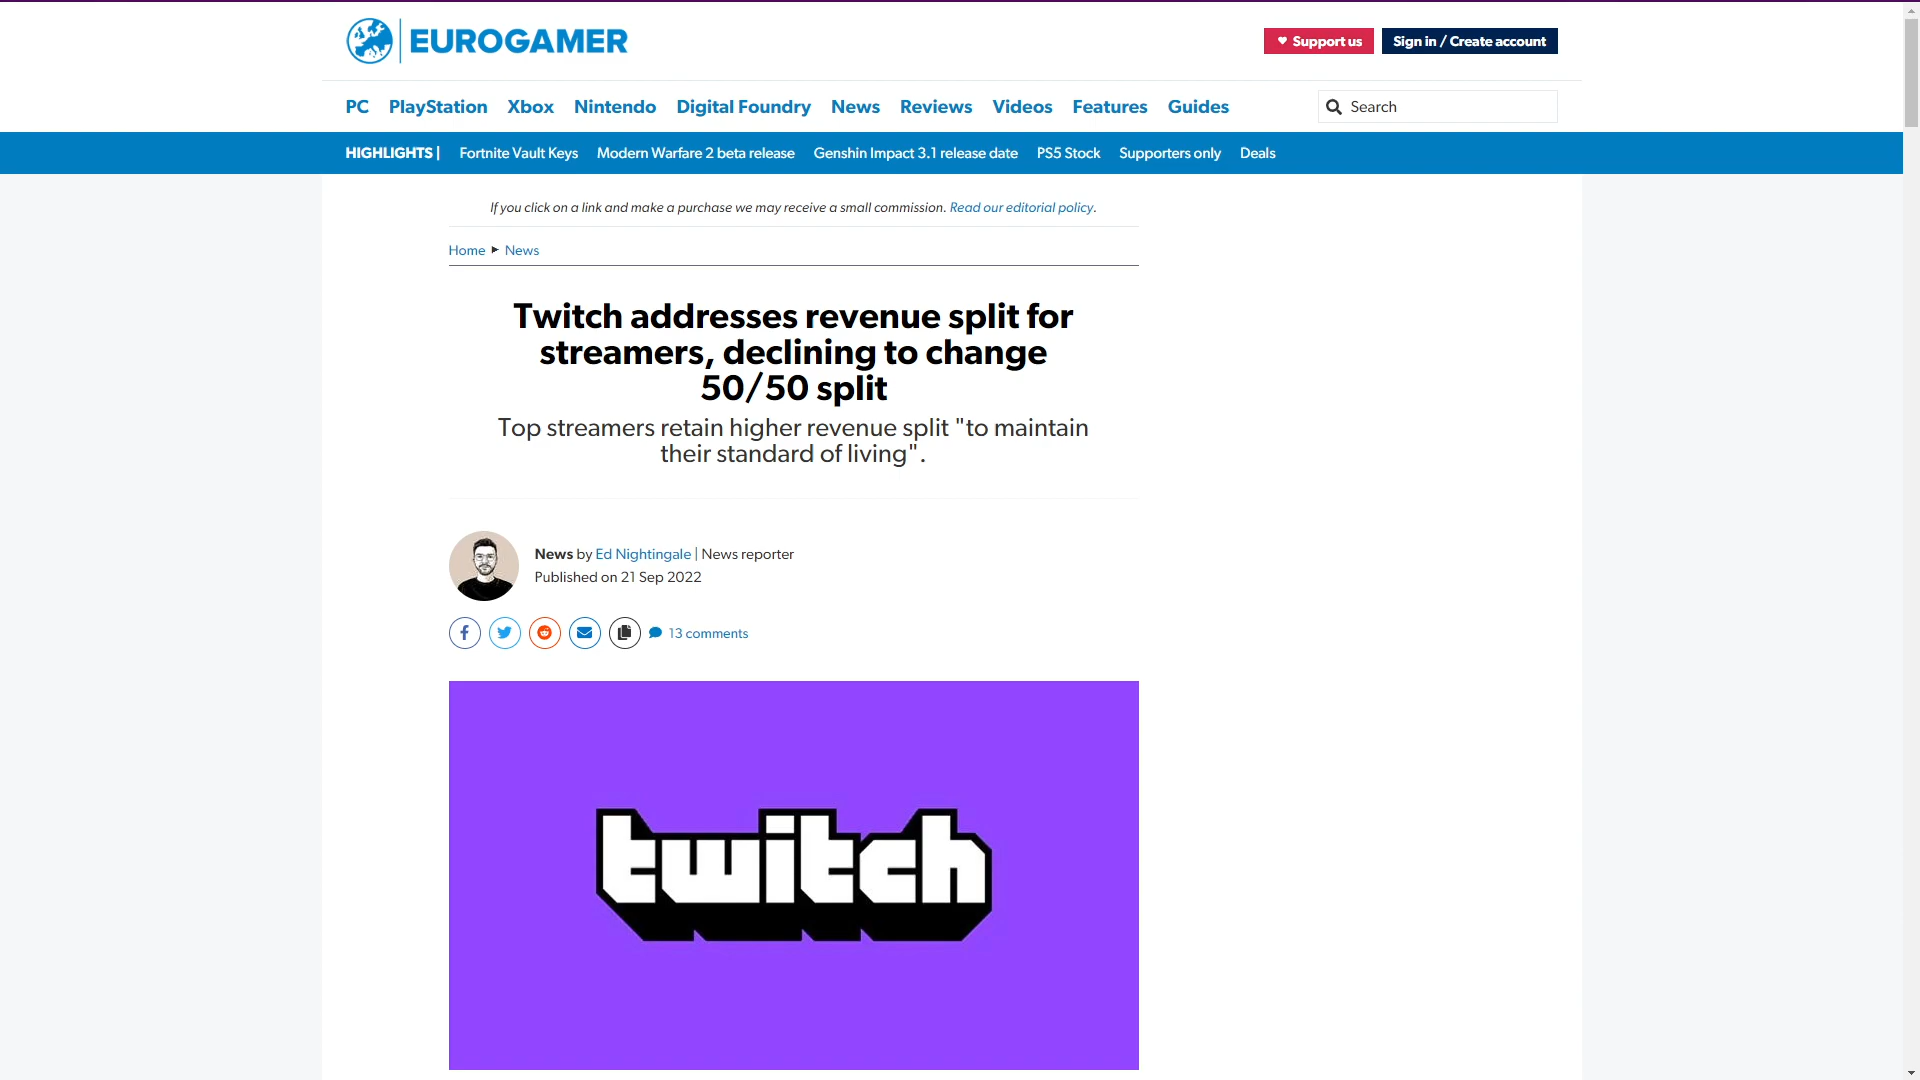 EUROGAMER
Support us
Sign in / Create account
PC PlayStation Xbox Nintendo Digital Foundry News Reviews Videos Features Guides
Search
HIGHLIGHTS | Fortnite Vault Keys Modern Warfare 2 beta release Genshin Impact 3.1 release date PS5 Stock Supporters only Deals
If you click on a link and make a purchase we may receive a small commission. Read our editorial policy.
Home ► News
Twitch addresses revenue split for
streamers, declining to change
50/50 split
Top streamers retain higher revenue split "to maintain
their standard of living".
News by Ed Nightingale | News reporter
Published on 21 Sep 2022
13 comments
twitch